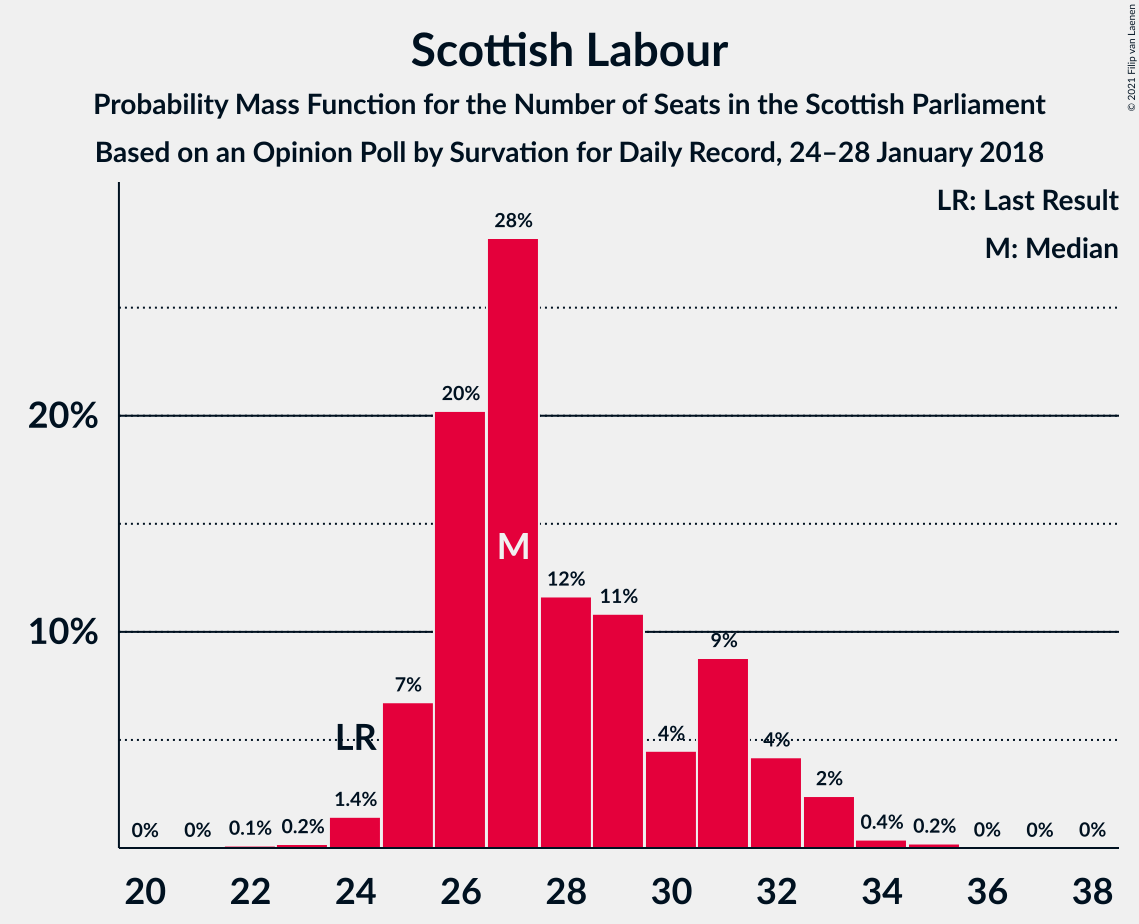 Scottish Labour
Probability Mass Function for the Number of Seats in the Scottish Parliament
Based on an Opinion Poll by Survation for Daily Record, 24–28 January 2018
© 2021 Filip van Laenen
LR: Last Result
M: Median
28%
20%
20%
M
12%
11%
10%
9%
7%
LR
4%
4%
2%
1.4%
0%
0%
0.1%
0.2%
0.4%
0.2%
0%
0%
0%
20 22 24 26 28 30 32 34 36 38